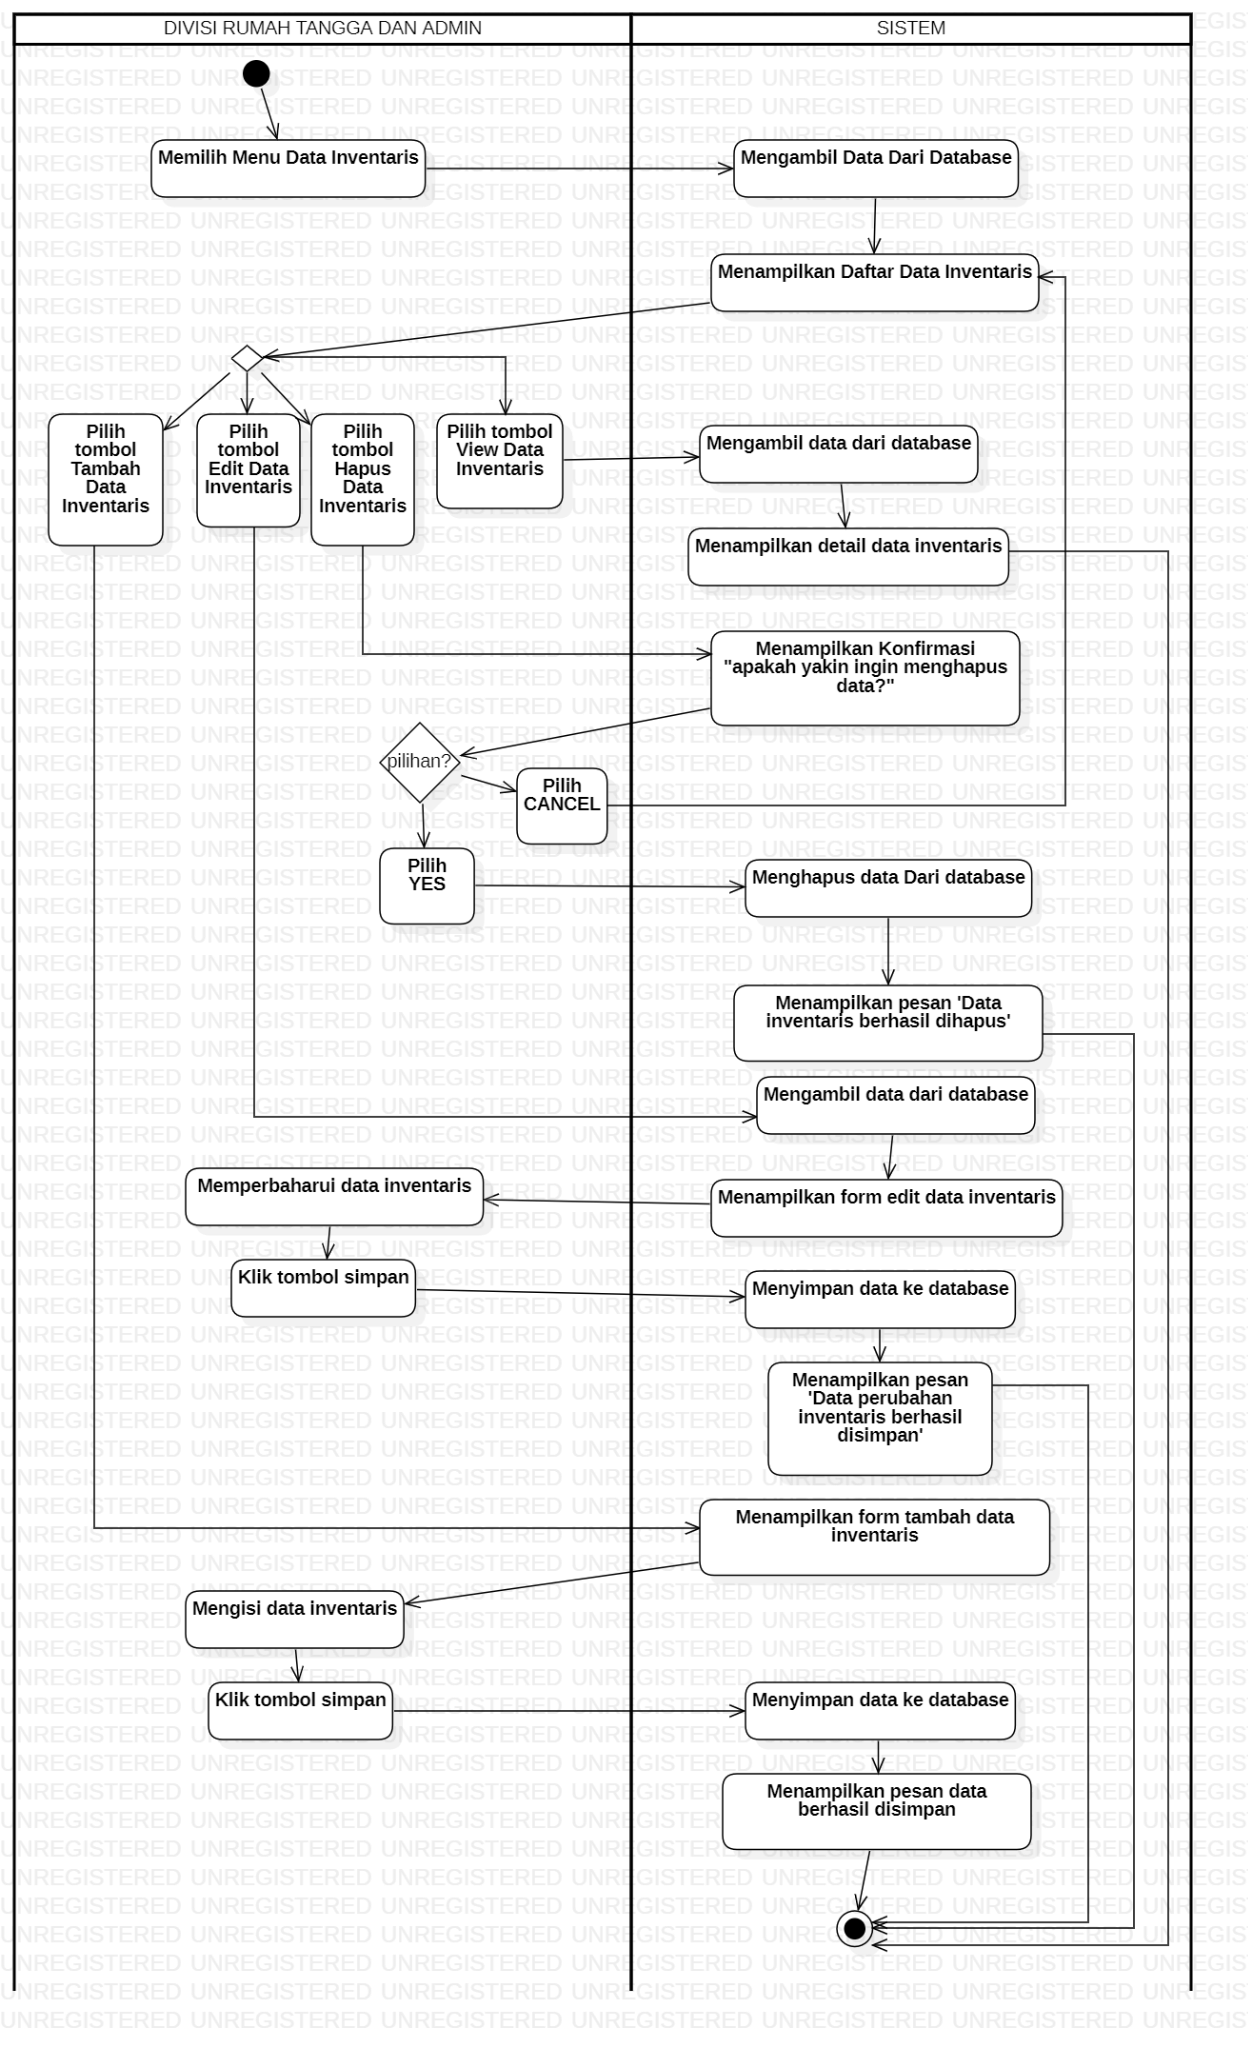 DIVISI RUMAH TANGGA DAN ADMIN
SISTEM
Memilih Menu Data Inventaris
Mengambil Data Dari Database
Menampilkan Daftar Data Inventaris
Pilih
tombol
Tambah
Data
Inventaris
Pilih
tombol
Edit Data
Inventaris
Pilih
tombol
Hapus
Data
Inventaris
Pilih tombol
View Data
Inventaris
Mengambil data dari database
Menampilkan detail data inventaris
Menampilkan Konfirmasi
"apakah yakin ingin menghapus
data?"
pilihan?
Pilih
CANCEL
Pilih
YES
Menghapus data Dari database
Menampilkan pesan 'Data
inventaris berhasil dihapus'
Mengambil data dari database
Memperbaharui data inventaris
Menampilkan form edit data inventaris
Klik tombol simpan
Menyimpan data ke database
Menampilkan pesan
'Data perubahan
inventaris berhasil
disimpan'
Menampilkan form tambah data
inventaris
Mengisi data inventaris
Klik tombol simpan
Menyimpan data ke database
Menampilkan pesan data
berhasil disimpan
UNREGISTERED UNREGISTERED UNREGISTERED UNREGISTERED UNREGISTERED UNREGISTERED